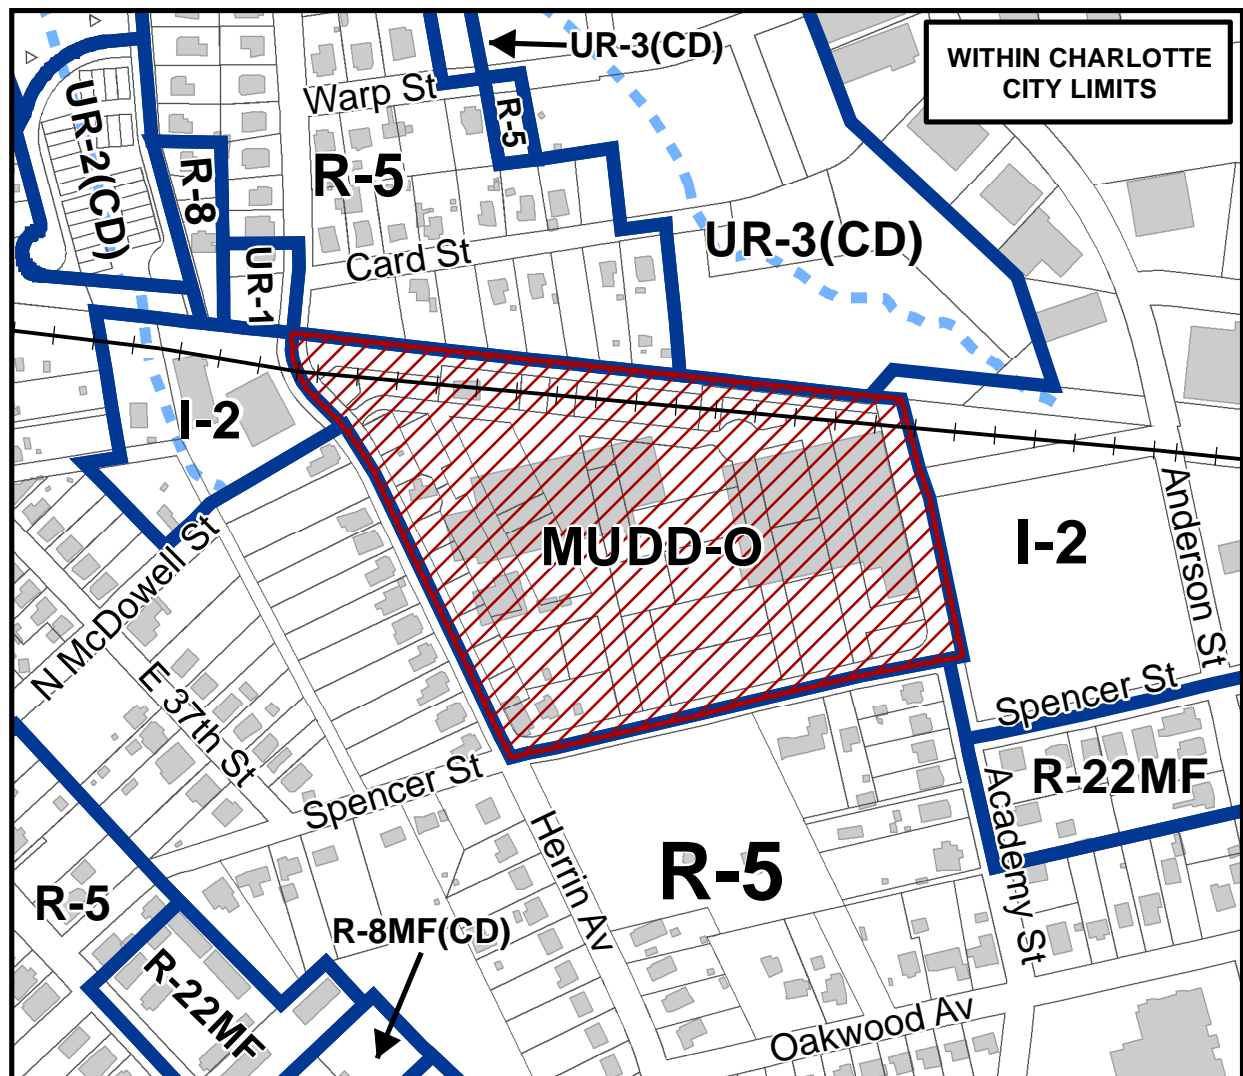 UR-3(CD)
WITHIN CHARLOTTE
CITY LIMITS
Warp St
UR-2(CD)
R-5
R-8
R-5
UR-3(CD)
Card St
UR-1
I-2
MUDD-O
I-2
Anderson St
N McDowell St
E 37th St
Spencer St
Spencer St
R-22MF
Academy St
Herrin Av
R-5
R-5
R-8MF(CD)
R-22MF
Oakwood Av